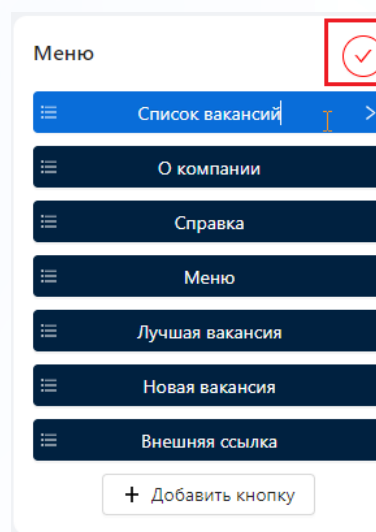 Меню
Список вакансий
О компании
Справка
Меню
Лучшая вакансия
Новая вакансия
Внешняя ссылка
+ Добавить кнопку